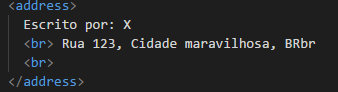 <address>
Escrito por: X
<br> Rua 123, Cidade maravilhosa, BRbr
<br>
</address>